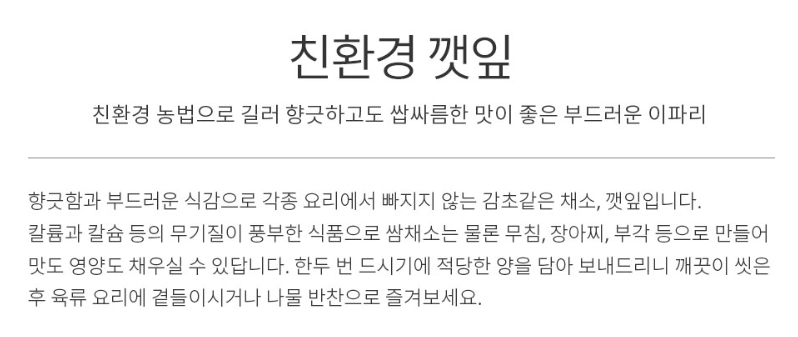 친환경 깻잎
친환경 농법으로 길러 향긋하고도 쌉싸름한 맛이 좋은 부드러운 이파리
향긋함과 부드러운 식감으로 각종 요리에서 빠지지 않는 감초같은 채소, 깻잎입니다.
칼륨과 칼슘 등의 무기질이 풍부한 식품으로 쌈채소는 물론 무침, 장아찌, 부각 등으로 만들어
맛도 영양도 채우실 수 있답니다. 한두 번 드시기에 적당한 양을 담아 보내드리니 깨끗이 씻은
후 육류 요리에 곁들이시거나 나물 반찬으로 즐겨보세요.